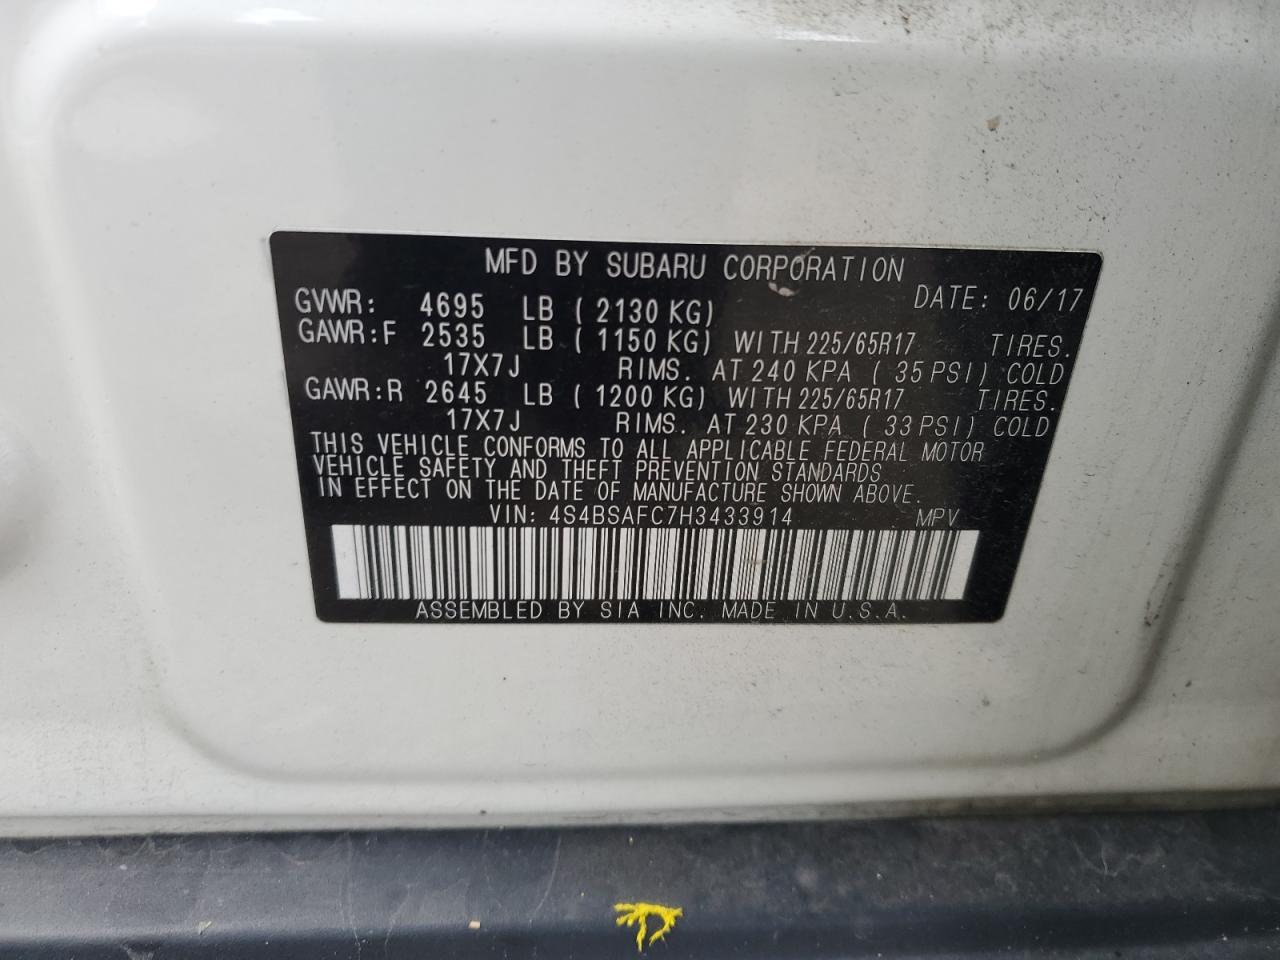 MFD BY SUBARU CORPORATION
DATE: 06/17
GVWR: 4695 LB ( 2130 KG)
GAWR:F 2535 LB ( 1150 KG) WITH 225/65R17 TIRES.
17X7J RIMS. AT 240 KPA ( 35 PSI) COLD
GAWR:R 2645 LB ( 1200 KG) WITH 225/65R17 TIRES.
17X7J RIMS. AT 230 KPA ( 33 PSI) COLD
THIS VEHICLE CONFORMS TO ALL APPLICABLE FEDERAL MOTOR
VEHICLE SAFETY AND THEFT PREVENTION STANDARDS
IN EFFECT ON THE DATE OF MANUFACTURE SHOWN ABOVE.
VIN: 4S4BSAFC7H3433914 MPV
ASSEMBLED BY SIA INC. MADE IN U.S.A.